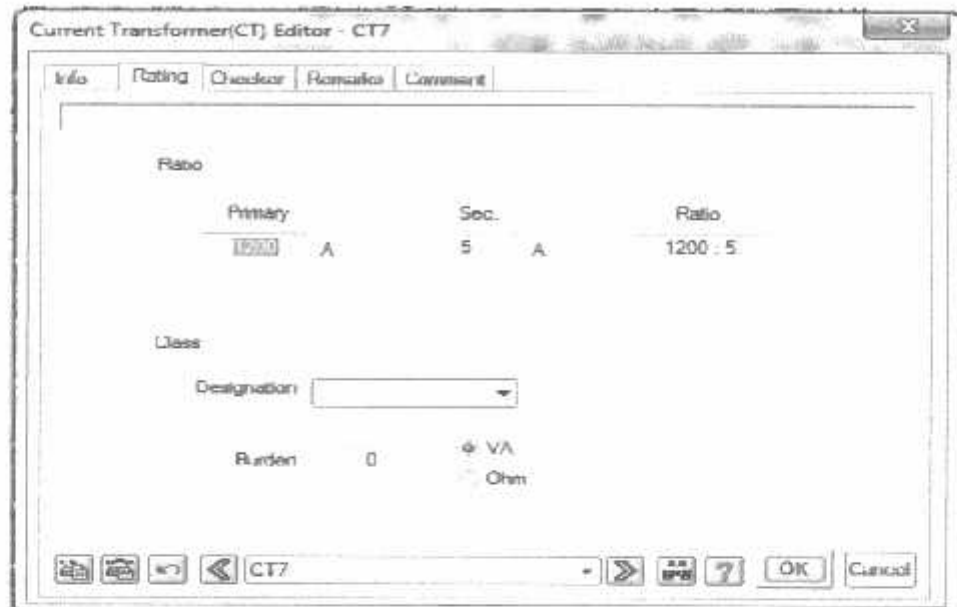 Current Transformer(CT) Editor - CT7
Info Rating Checker Remarks Comment
Ratio
Primary Sec. Ratio
A 5 A 1200 : 5
Class
Designation
Burden 0 VA
Ohm
CT7 ? OK Cancel